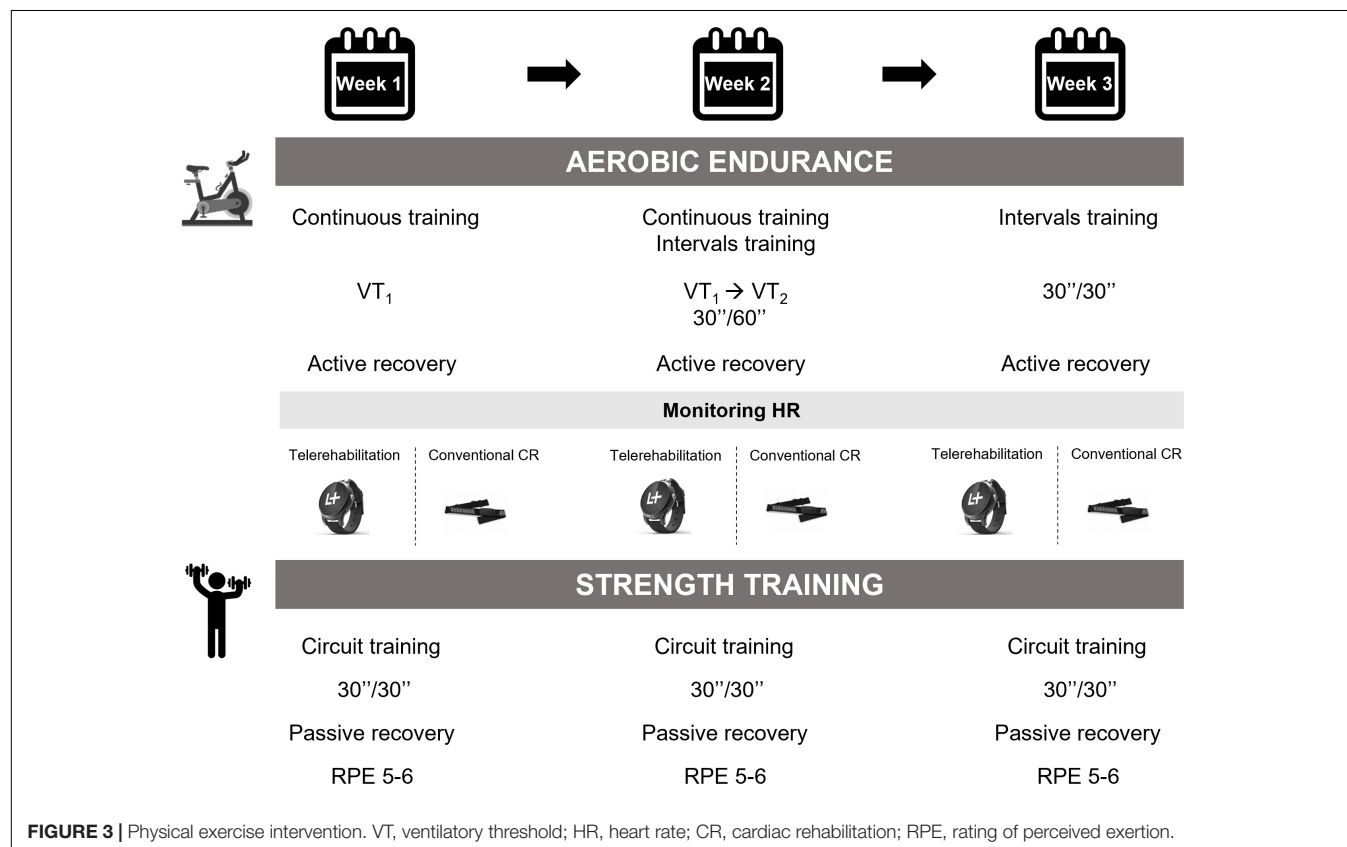 Week 1
Week 2
Week 3
AEROBIC ENDURANCE
Continuous training
Continuous training
Intervals training
Intervals training
VT₁
VT₁ → VT₂
30’’/60’’
30’’/30’’
Active recovery
Active recovery
Active recovery
Monitoring HR
Telerehabilitation
Conventional CR
Telerehabilitation
Conventional CR
Telerehabilitation
Conventional CR
L+
L+
L+
STRENGTH TRAINING
Circuit training
Circuit training
Circuit training
30’’/30’’
30’’/30’’
30’’/30’’
Passive recovery
Passive recovery
Passive recovery
RPE 5-6
RPE 5-6
RPE 5-6
FIGURE 3 | Physical exercise intervention. VT, ventilatory threshold; HR, heart rate; CR, cardiac rehabilitation; RPE, rating of perceived exertion.